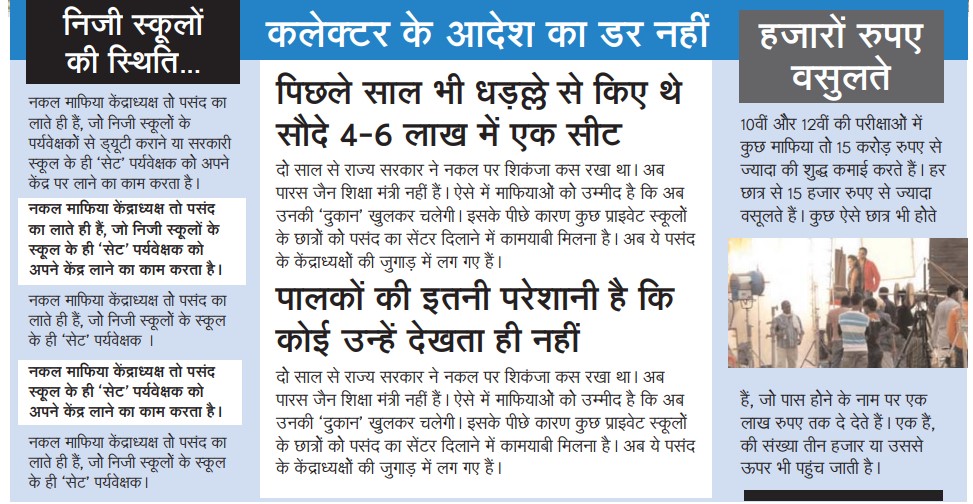 निजी स्कूलों
की स्थिति...
नकल माफिया केंद्राध्यक्ष तो पसंद का
लाते ही हैं, जो निजी स्कूलों के
पर्यवेक्षकों से ड्यूटी कराने या सरकारी
स्कूल के ही ‘सेट’ पर्यवेक्षक को अपने
केंद्र पर लाने का काम करता है।
नकल माफिया केंद्राध्यक्ष तो पसंद
का लाते ही हैं, जो निजी स्कूलों के
स्कूल के ही ‘सेट’ पर्यवेक्षक को
अपने केंद्र लाने का काम करता है।
नकल माफिया केंद्राध्यक्ष तो पसंद का
लाते ही हैं, जो निजी स्कूलों के स्कूल
के ही ‘सेट’ पर्यवेक्षक ।
नकल माफिया केंद्राध्यक्ष तो पसंद
स्कूल के ही ‘सेट’ पर्यवेक्षक को
अपने केंद्र लाने का काम करता है।
नकल माफिया केंद्राध्यक्ष तो पसंद का
लाते ही हैं, जो निजी स्कूलों के स्कूल
के ही ‘सेट’ पर्यवेक्षक।
कलेक्टर के आदेश का डर नहीं
पिछले साल भी धड़ल्ले से किए थे
सौदे 4-6 लाख में एक सीट
दो साल से राज्य सरकार ने नकल पर शिकंजा कस रखा था। अब
पारस जैन शिक्षा मंत्री नहीं हैं। ऐसे में माफियाओं को उम्मीद है कि अब
उनकी ‘दुकान’ खुलकर चलेगी। इसके पीछे कारण कुछ प्राइवेट स्कूलों
के छात्रों को पसंद का सेंटर दिलाने में कामयाबी मिलना है। अब ये पसंद
के केंद्राध्यक्षों की जुगाड़ में लग गए हैं।
पालकों की इतनी परेशानी है कि
कोई उन्हें देखता ही नहीं
दो साल से राज्य सरकार ने नकल पर शिकंजा कस रखा था। अब
पारस जैन शिक्षा मंत्री नहीं हैं। ऐसे में माफियाओं को उम्मीद है कि अब
उनकी ‘दुकान’ खुलकर चलेगी। इसके पीछे कारण कुछ प्राइवेट स्कूलों
के छात्रों को पसंद का सेंटर दिलाने में कामयाबी मिलना है। अब ये पसंद
के केंद्राध्यक्षों की जुगाड़ में लग गए हैं।
हजारों रुपए
वसुलते
10वीं और 12वीं की परीक्षाओं में
कुछ माफिया तो 15 करोड़ रुपए से
ज्यादा की शुद्ध कमाई करते हैं। हर
छात्र से 15 हजार रुपए से ज्यादा
वसूलते हैं। कुछ ऐसे छात्र भी होते
हैं, जो पास होने के नाम पर एक
लाख रुपए तक दे देते हैं। एक हैं,
की संख्या तीन हजार या उससे
ऊपर भी पहुंच जाती है।